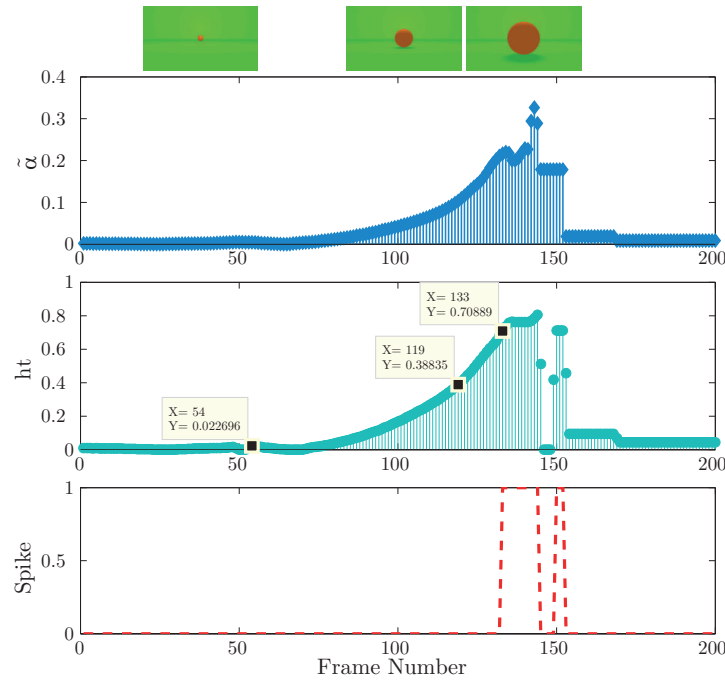 0.4
0.3
0.2
0.1
0
α̃
0 50 100 150 200
1
0.8
0.6
0.4
0.2
0
ht
X= 133
Y= 0.70889
X= 119
Y= 0.38835
X= 54
Y= 0.022696
0 50 100 150 200
1
0.5
0
Spike
0 50 100 150 200
Frame Number